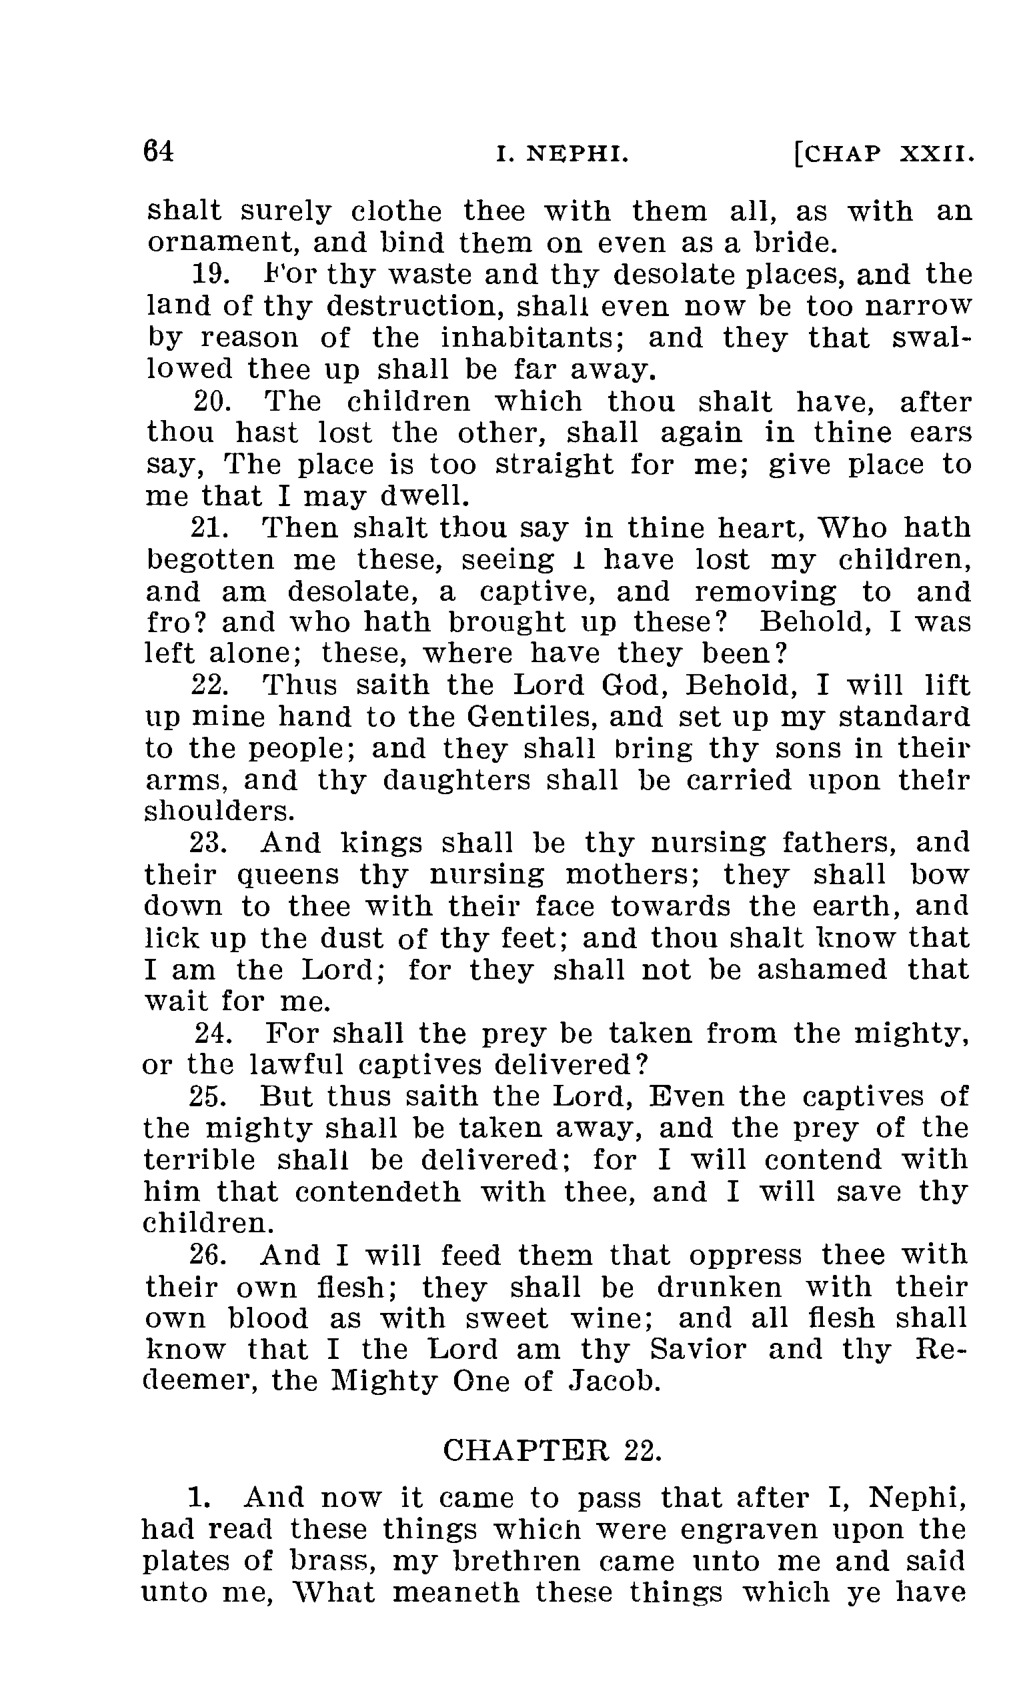 64 I. NEPHI. [CHAP XXII.
shalt surely clothe thee with them all, as with an
ornament, and bind them on even as a bride.
19. For thy waste and thy desolate places, and the
land of thy destruction, shall even now be too narrow
by reason of the inhabitants; and they that swal-
lowed thee up shall be far away.
20. The children which thou shalt have, after
thou hast lost the other, shall again in thine ears
say, The place is too straight for me; give place to
me that I may dwell.
21. Then shalt thou say in thine heart, Who hath
begotten me these, seeing I have lost my children,
and am desolate, a captive, and removing to and
fro? and who hath brought up these? Behold, I was
left alone; these, where have they been?
22. Thus saith the Lord God, Behold, I will lift
up mine hand to the Gentiles, and set up my standard
to the people; and they shall bring thy sons in their
arms, and thy daughters shall be carried upon their
shoulders.
23. And kings shall be thy nursing fathers, and
their queens thy nursing mothers; they shall bow
down to thee with their face towards the earth, and
lick up the dust of thy feet; and thou shalt know that
I am the Lord; for they shall not be ashamed that
wait for me.
24. For shall the prey be taken from the mighty,
or the lawful captives delivered?
25. But thus saith the Lord, Even the captives of
the mighty shall be taken away, and the prey of the
terrible shall be delivered; for I will contend with
him that contendeth with thee, and I will save thy
children.
26. And I will feed them that oppress thee with
their own flesh; they shall be drunken with their
own blood as with sweet wine; and all flesh shall
know that I the Lord am thy Savior and thy Re-
deemer, the Mighty One of Jacob.
CHAPTER 22.
1. And now it came to pass that after I, Nephi,
had read these things which were engraven upon the
plates of brass, my brethren came unto me and said
unto me, What meaneth these things which ye have